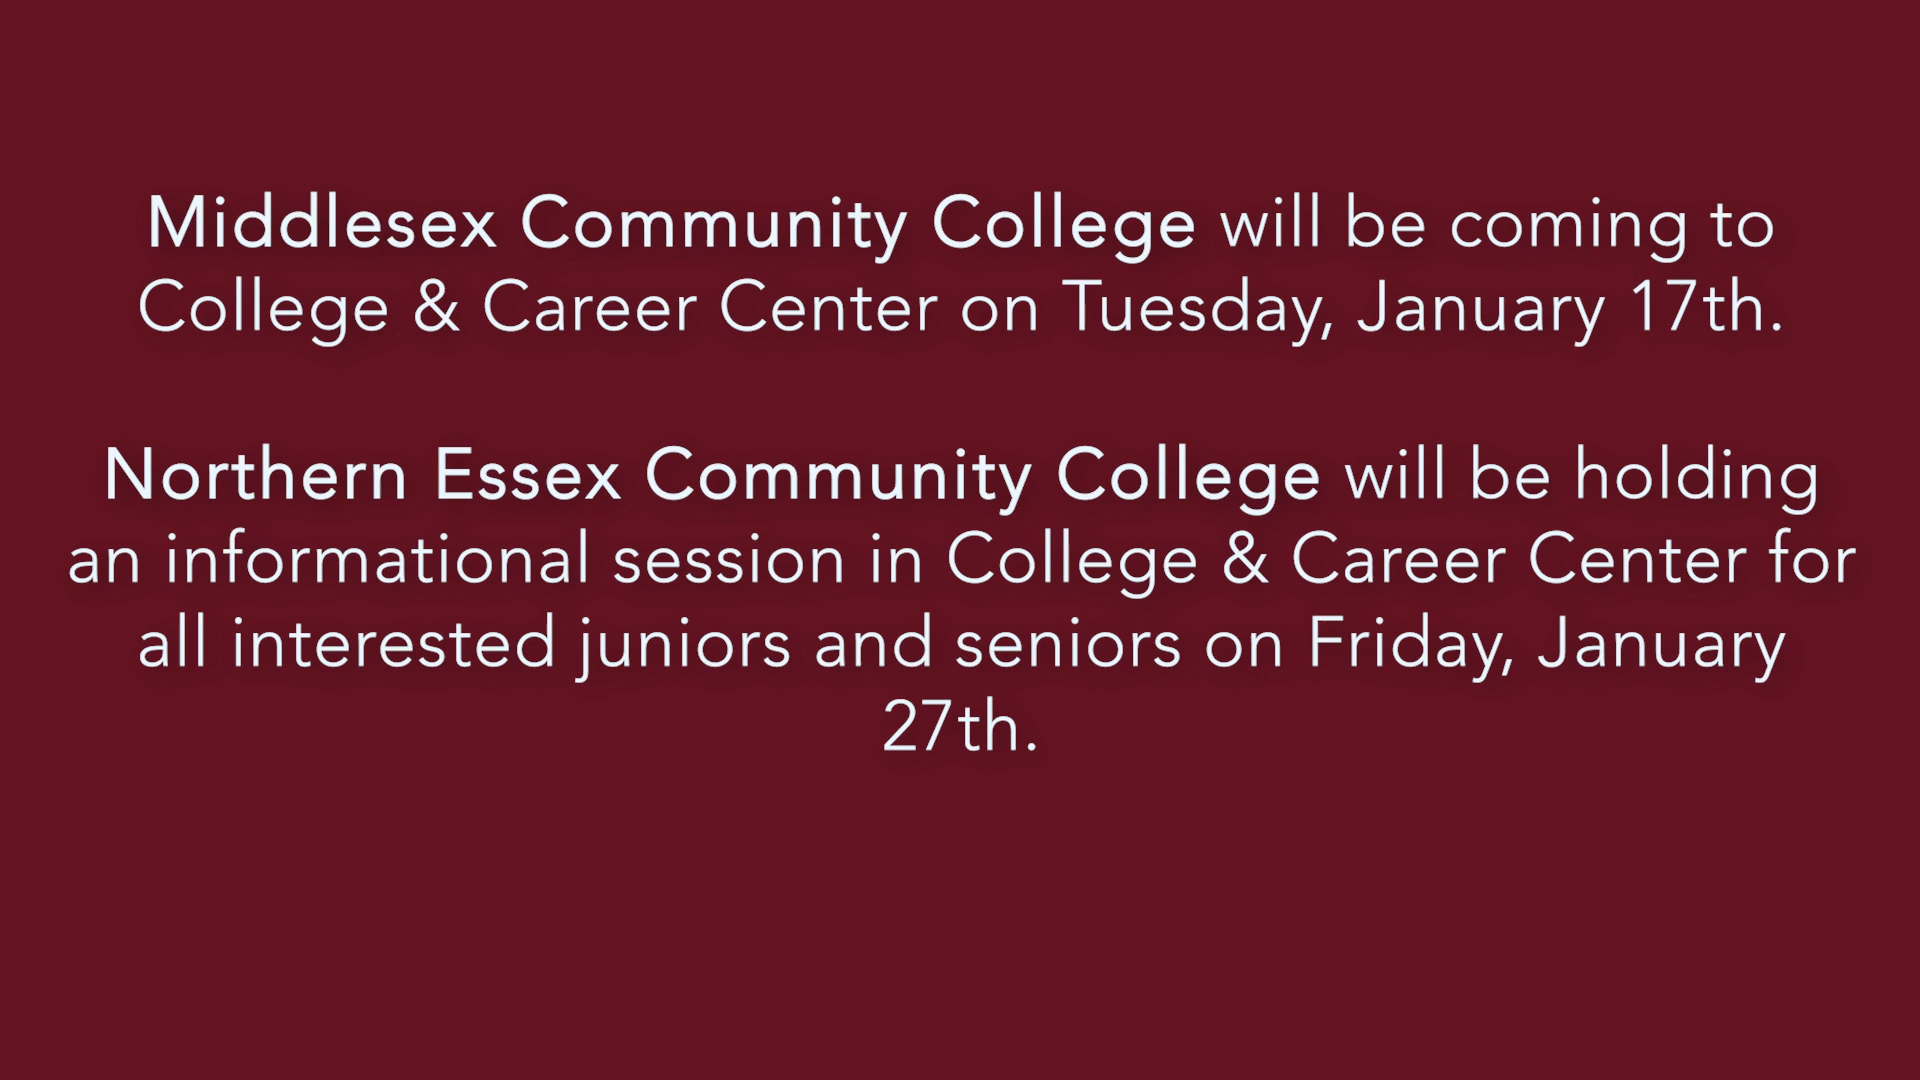 Middlesex Community College will be coming to
College & Career Center on Tuesday, January 17th.
Northern Essex Community College will be holding
an informational session in College & Career Center for
all interested juniors and seniors on Friday, January
27th.